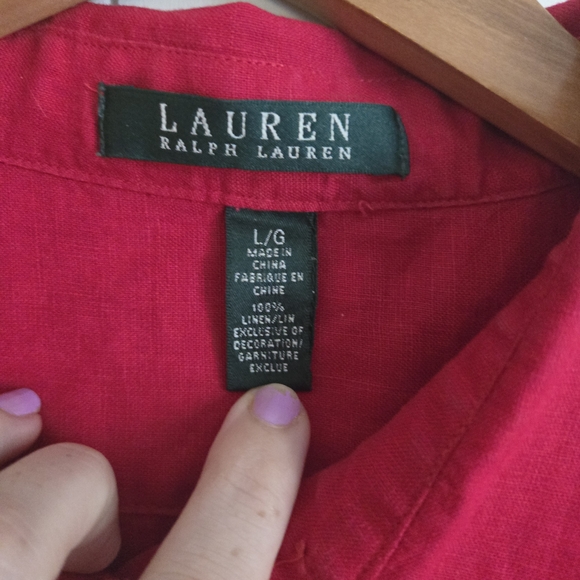 LAUREN
RALPH LAUREN
L/G
MADE IN
CHINA
FABRIQUE EN
CHINE
100%
LINEN/LIN
EXCLUSIVE OF
DECORATION/
GARNITURE
EXCLUE